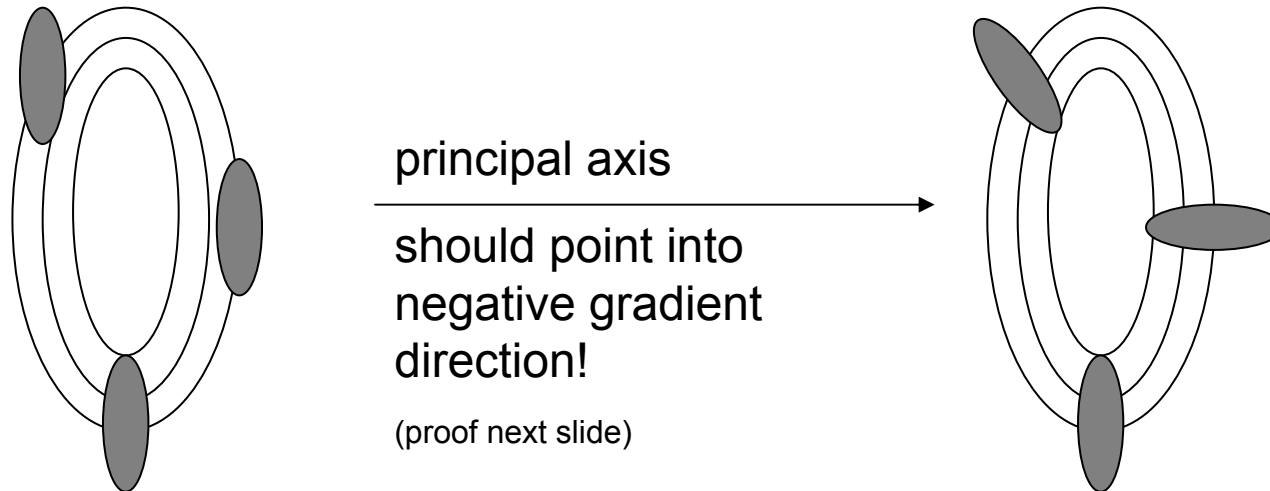 principal axis
should point into
negative gradient
direction!
(proof next slide)